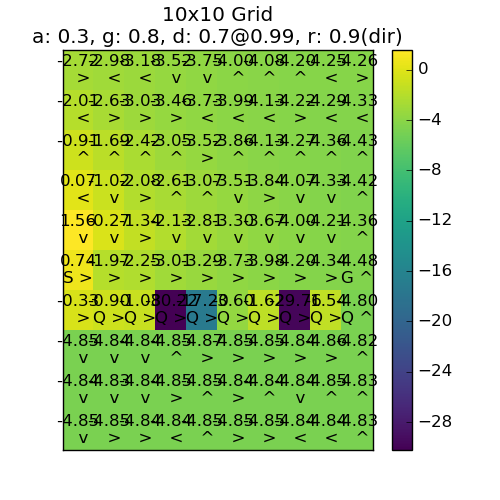 10x10 Grid
a: 0.3, g: 0.8, d: 0.7@0.99, r: 0.9(dir)
-2.72 -2.98 -3.18 -3.52 -3.75 -4.00 -4.08 -4.20 -4.25 -4.26
> < < v v ^ ^ ^ < >
-2.01 -2.63 -3.03 -3.46 -3.73 -3.99 -4.13 -4.22 -4.29 -4.33
< > > > < > < < > <
-0.91 -1.69 -2.42 -3.05 -3.52 -3.86 -4.13 -4.27 -4.36 -4.43
^ ^ ^ ^ > ^ ^ ^ ^ ^
0.07 -1.02 -2.08 -2.61 -3.07 -3.51 -3.84 -4.07 -4.33 -4.42
< v > ^ ^ v > v v ^
1.56 -0.27 -1.34 -2.13 -2.81 -3.30 -3.67 -4.00 -4.21 -4.36
v v > v v v v v v ^
0.74 -1.97 -2.25 -3.01 -3.29 -3.73 -3.98 -4.20 -4.34 -4.48
S > > > > > > > > > G ^
-0.33 -0.90 -1.08 -3.60 -1.62 -4.80
> Q > Q > Q > Q > Q > Q > Q > Q > Q ^
-4.85 -4.84 -4.84 -4.85 -4.87 -4.85 -4.85 -4.84 -4.86 -4.82
v v v ^ > > > > > ^
-4.84 -4.83 -4.84 -4.85 -4.85 -4.84 -4.84 -4.84 -4.85 -4.83
v v v > ^ > ^ v ^ ^
-4.85 -4.85 -4.84 -4.84 -4.85 -4.85 -4.85 -4.84 -4.84 -4.83
v > > < ^ > > < < ^
0
−4
−8
−12
−16
−20
−24
−28